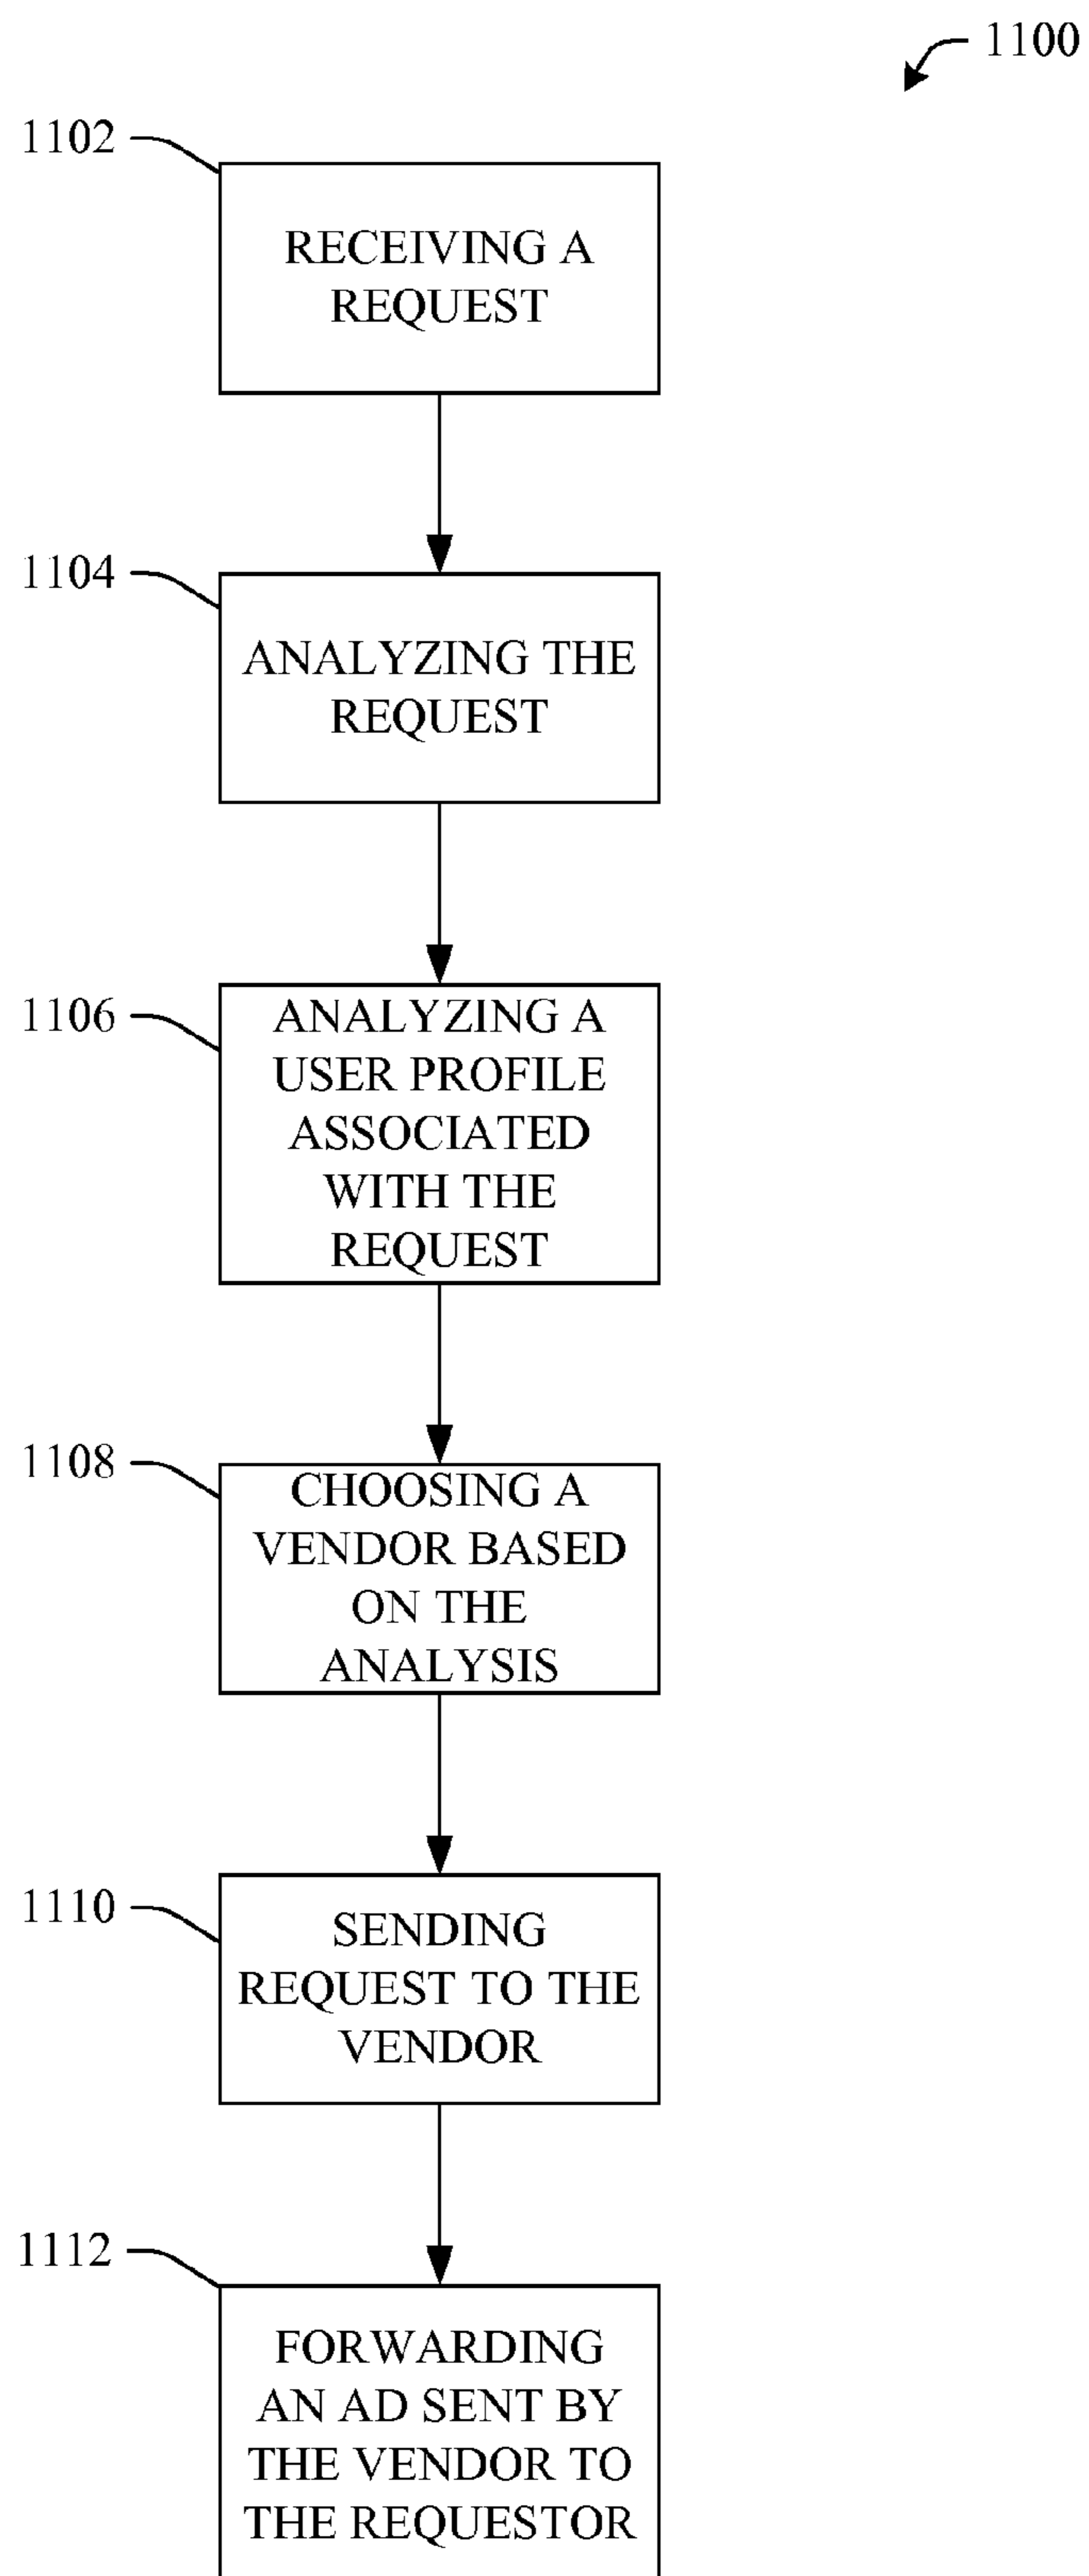 1100
1102
RECEIVING A
REQUEST
1104
ANALYZING THE
REQUEST
1106
ANALYZING A
USER PROFILE
ASSOCIATED
WITH THE
REQUEST
1108
CHOOSING A
VENDOR BASED
ON THE
ANALYSIS
1110
SENDING
REQUEST TO THE
VENDOR
1112
FORWARDING
AN AD SENT BY
THE VENDOR TO
THE REQUESTOR